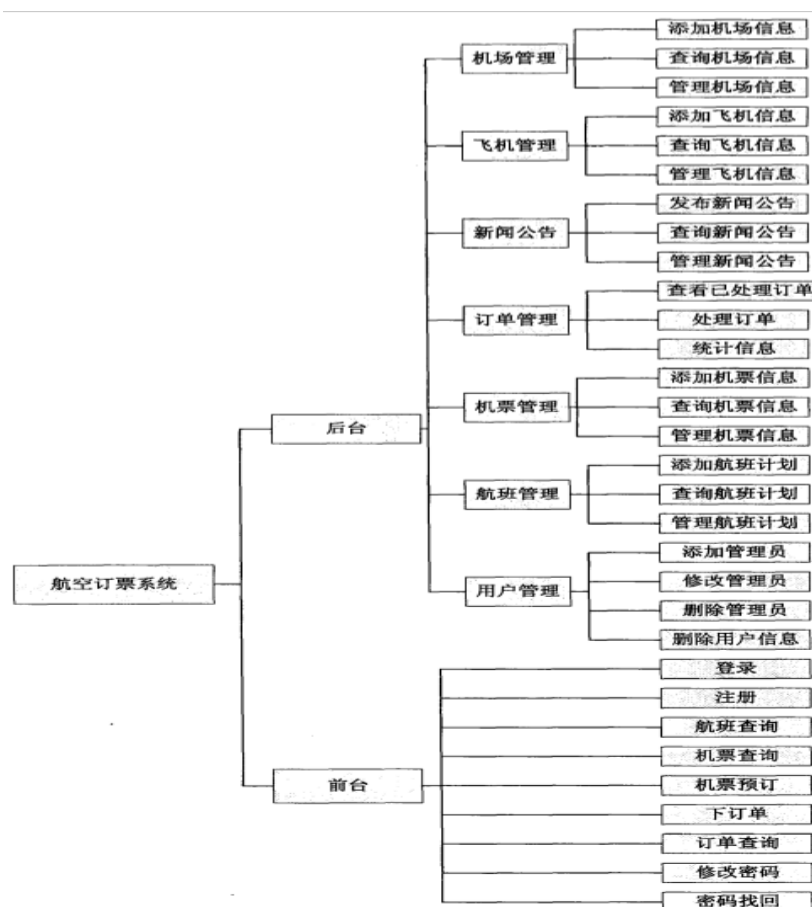 航空订票系统
后台
机场管理
添加机场信息
查询机场信息
管理机场信息
飞机管理
添加飞机信息
查询飞机信息
管理飞机信息
新闻公告
发布新闻公告
查询新闻公告
管理新闻公告
订单管理
查看已处理订单
处理订单
统计信息
机票管理
添加机票信息
查询机票信息
管理机票信息
航班管理
添加航班计划
查询航班计划
管理航班计划
用户管理
添加管理员
修改管理员
删除管理员
删除用户信息
前台
登录
注册
航班查询
机票查询
机票预订
下订单
订单查询
修改密码
密码找回